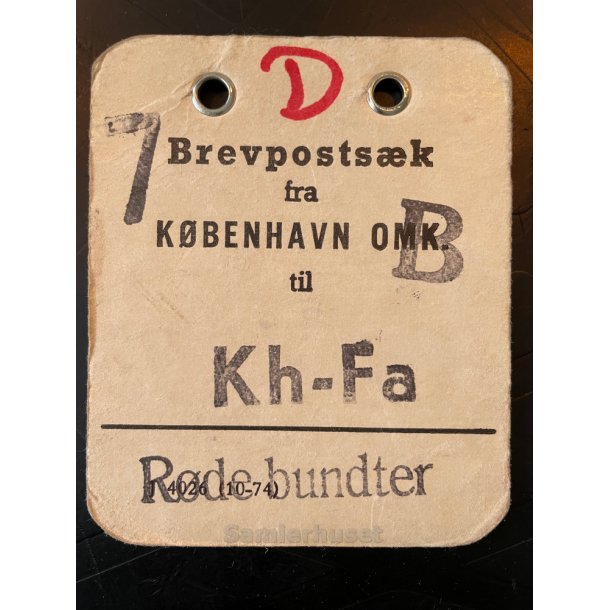 D
7
Brevpostsæk
fra
KØBENHAVN OMK.
B
til
Kh-Fa
Røde bundter
4026 (10-74)
Samlerhuset